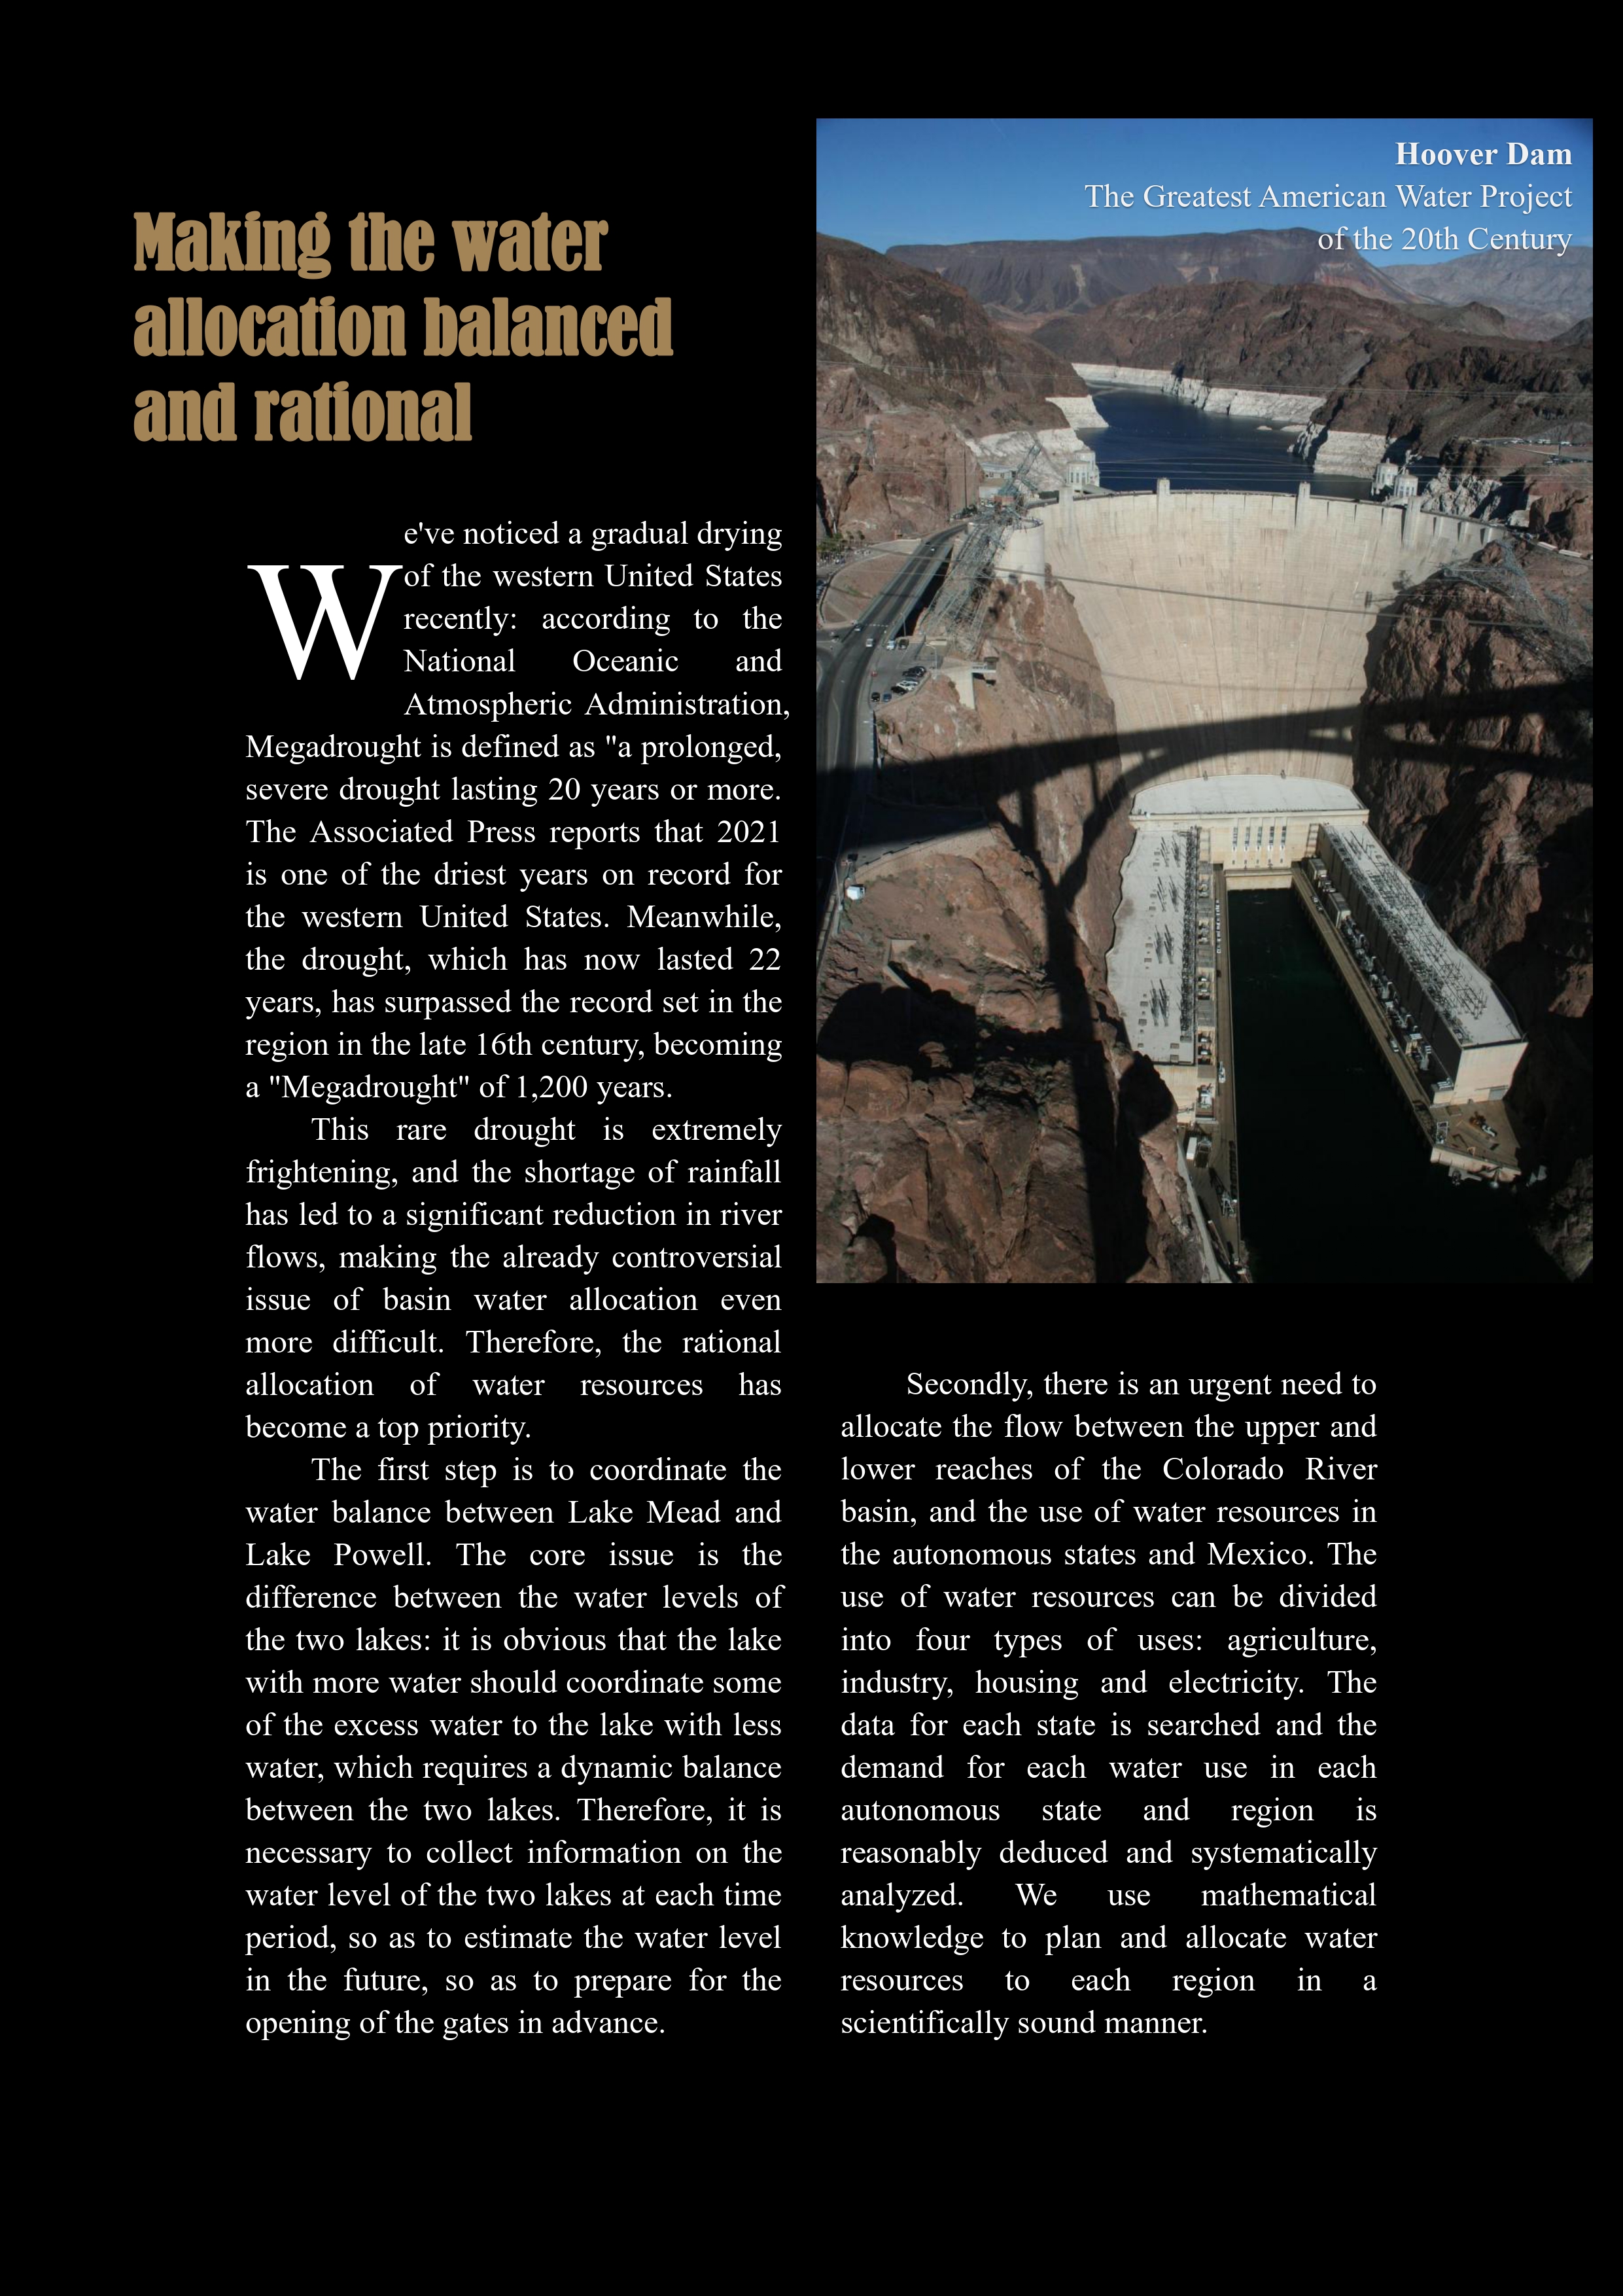 Making the water
allocation balanced
and rational
Hoover Dam
The Greatest American Water Project
of the 20th Century
We've noticed a gradual drying
of the western United States
recently: according to the
National Oceanic and
Atmospheric Administration,
Megadrought is defined as "a prolonged,
severe drought lasting 20 years or more.
The Associated Press reports that 2021
is one of the driest years on record for
the western United States. Meanwhile,
the drought, which has now lasted 22
years, has surpassed the record set in the
region in the late 16th century, becoming
a "Megadrought" of 1,200 years.
This rare drought is extremely
frightening, and the shortage of rainfall
has led to a significant reduction in river
flows, making the already controversial
issue of basin water allocation even
more difficult. Therefore, the rational
allocation of water resources has
become a top priority.
The first step is to coordinate the
water balance between Lake Mead and
Lake Powell. The core issue is the
difference between the water levels of
the two lakes: it is obvious that the lake
with more water should coordinate some
of the excess water to the lake with less
water, which requires a dynamic balance
between the two lakes. Therefore, it is
necessary to collect information on the
water level of the two lakes at each time
period, so as to estimate the water level
in the future, so as to prepare for the
opening of the gates in advance.
Secondly, there is an urgent need to
allocate the flow between the upper and
lower reaches of the Colorado River
basin, and the use of water resources in
the autonomous states and Mexico. The
use of water resources can be divided
into four types of uses: agriculture,
industry, housing and electricity. The
data for each state is searched and the
demand for each water use in each
autonomous state and region is
reasonably deduced and systematically
analyzed. We use mathematical
knowledge to plan and allocate water
resources to each region in a
scientifically sound manner.